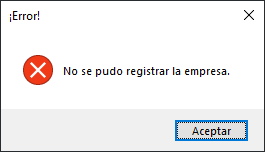 ¡Error!
No se pudo registrar la empresa.
Aceptar